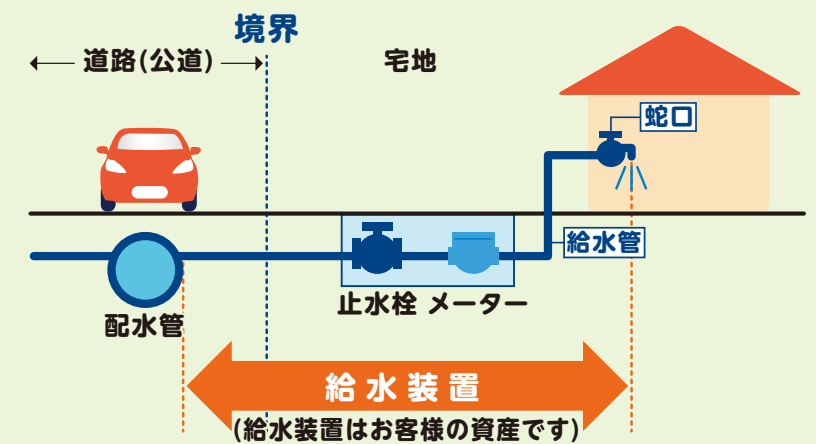 境界
道路(公道)
宅地
蛇口
給水管
止水栓 メーター
配水管
給水装置
(給水装置はお客様の資産です)